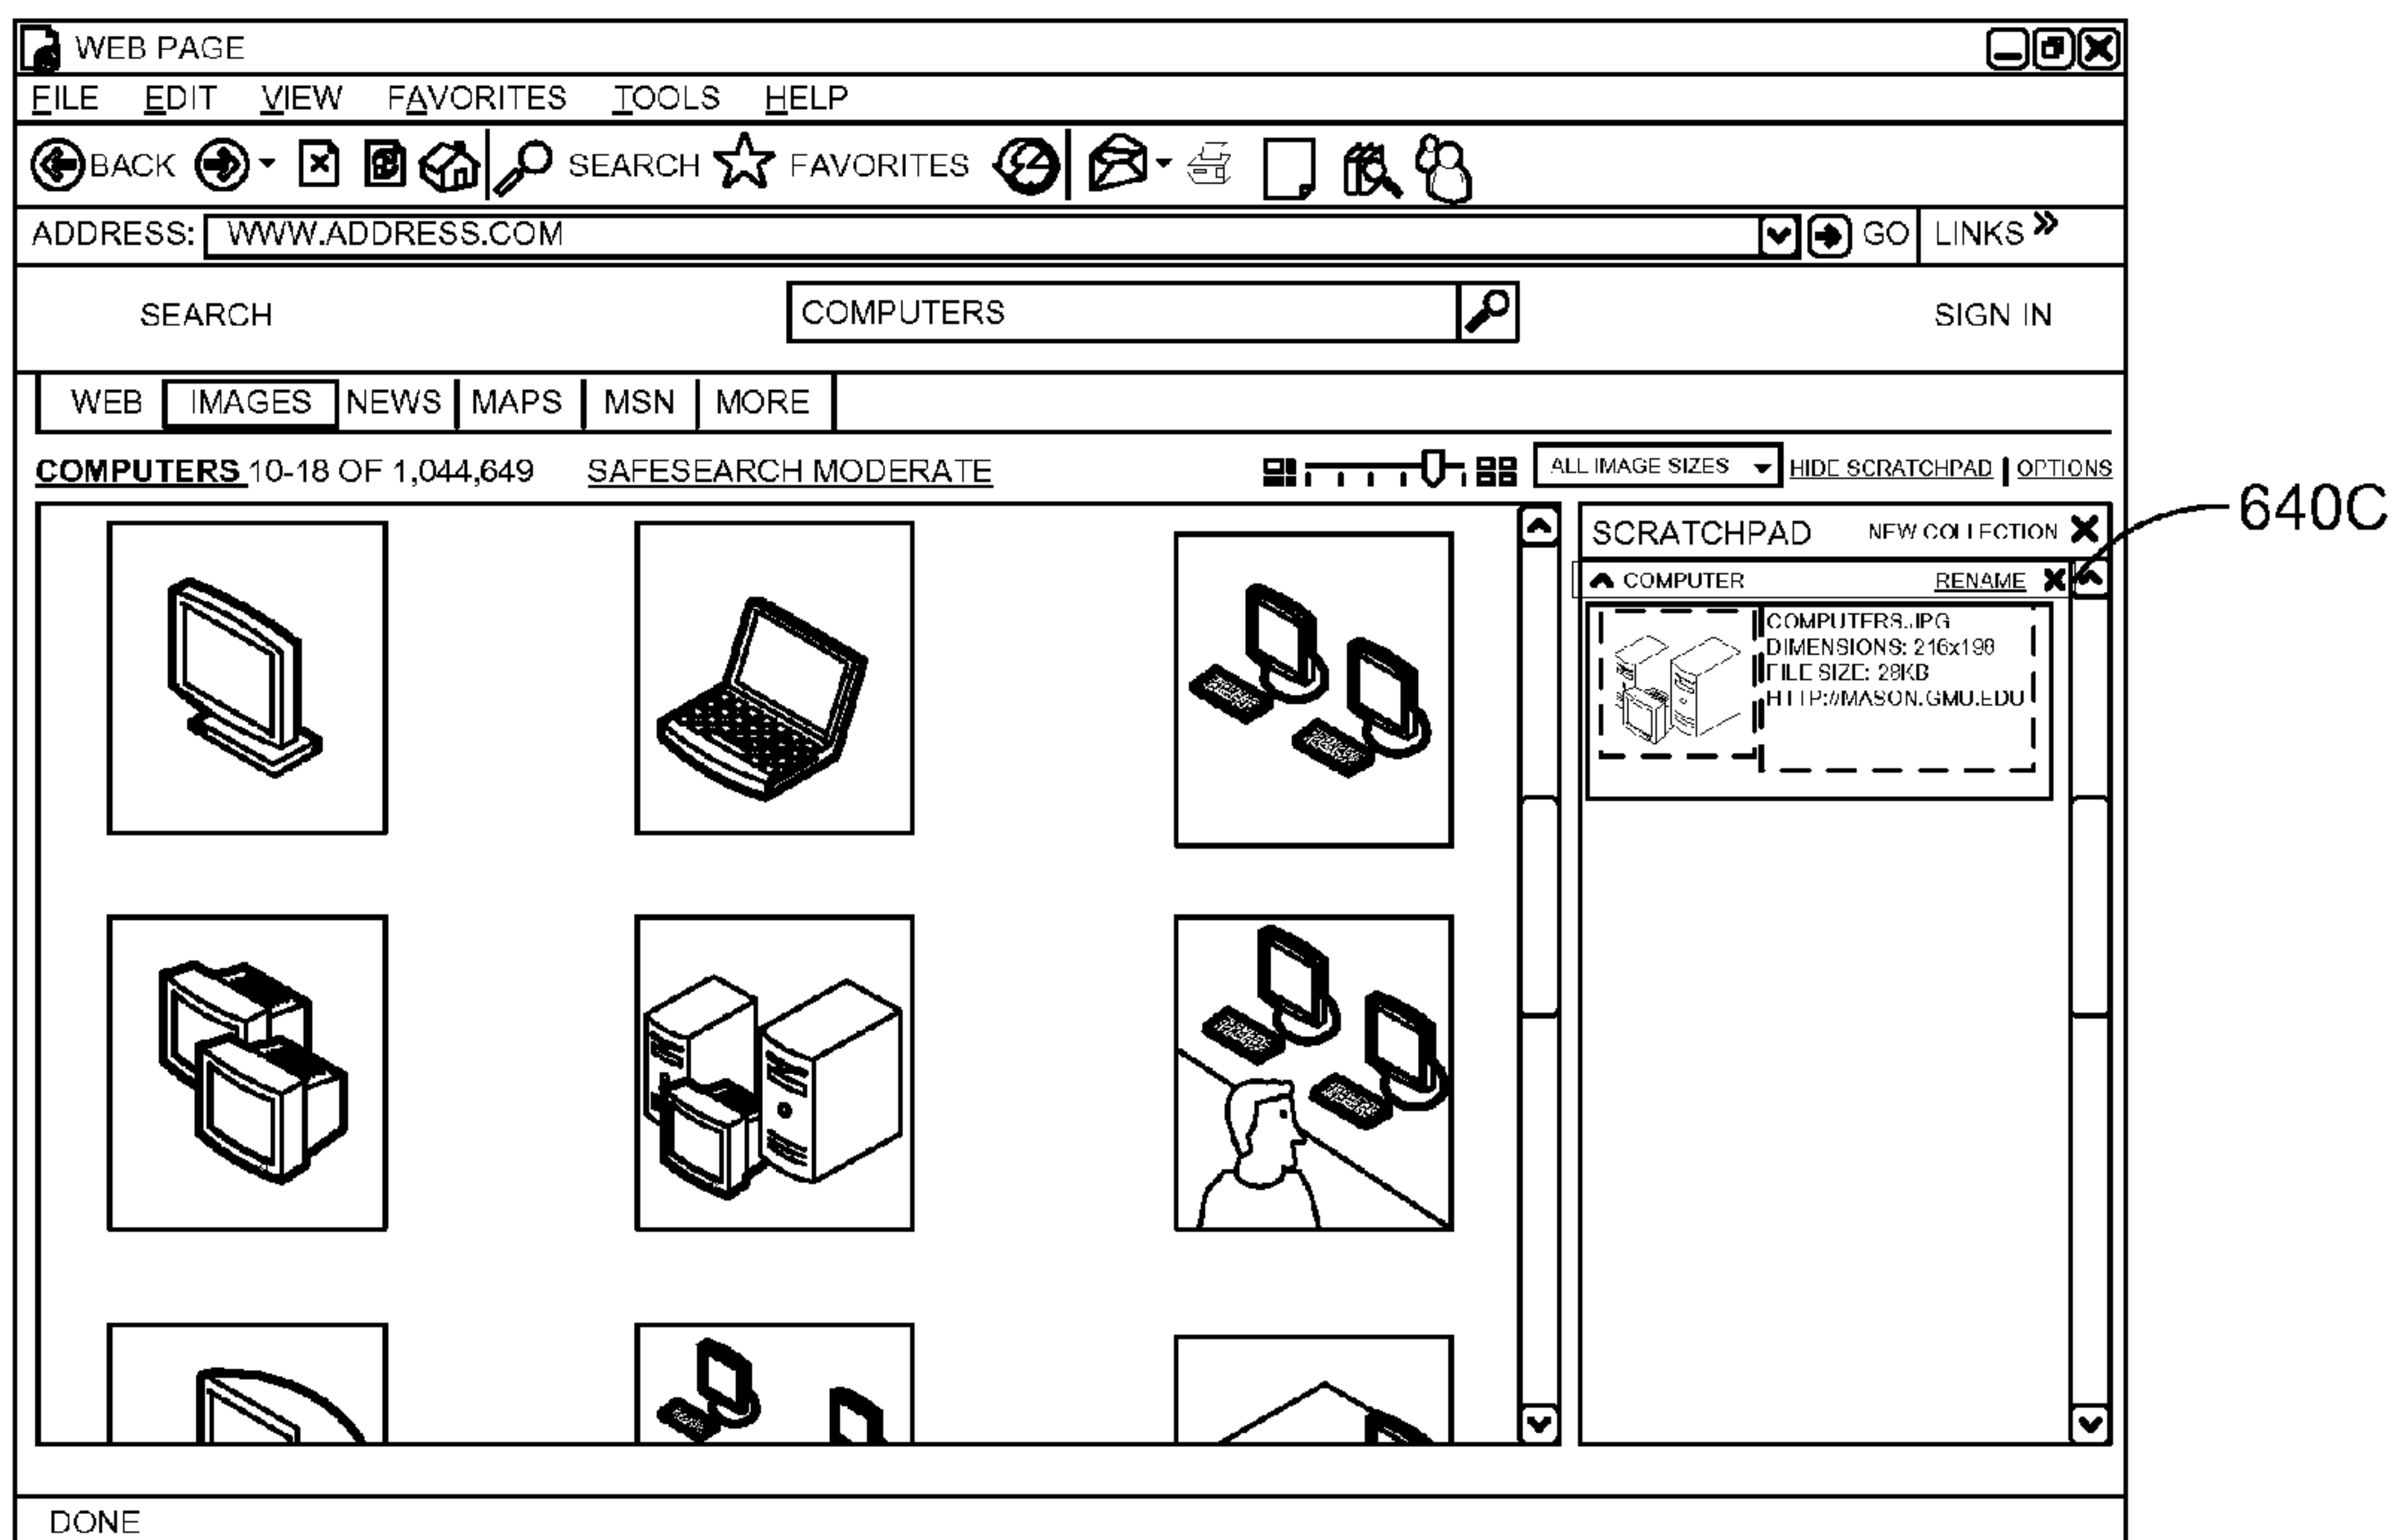 WEB PAGE
FILE EDIT VIEW FAVORITES TOOLS HELP
BACK SEARCH FAVORITES
ADDRESS: WWW.ADDRESS.COM GO LINKS »
SEARCH COMPUTERS SIGN IN
WEB IMAGES NEWS MAPS MSN MORE
COMPUTERS 10-18 OF 1,044,649 SAFESEARCH MODERATE ALL IMAGE SIZES HIDE SCRATCHPAD | OPTIONS
640C
SCRATCHPAD NEW COLLECTION
COMPUTER RENAME
COMPUTERS.JPG
DIMENSIONS: 216x198
FILE SIZE: 28KB
HTTP://MASON.GMU.EDU
DONE